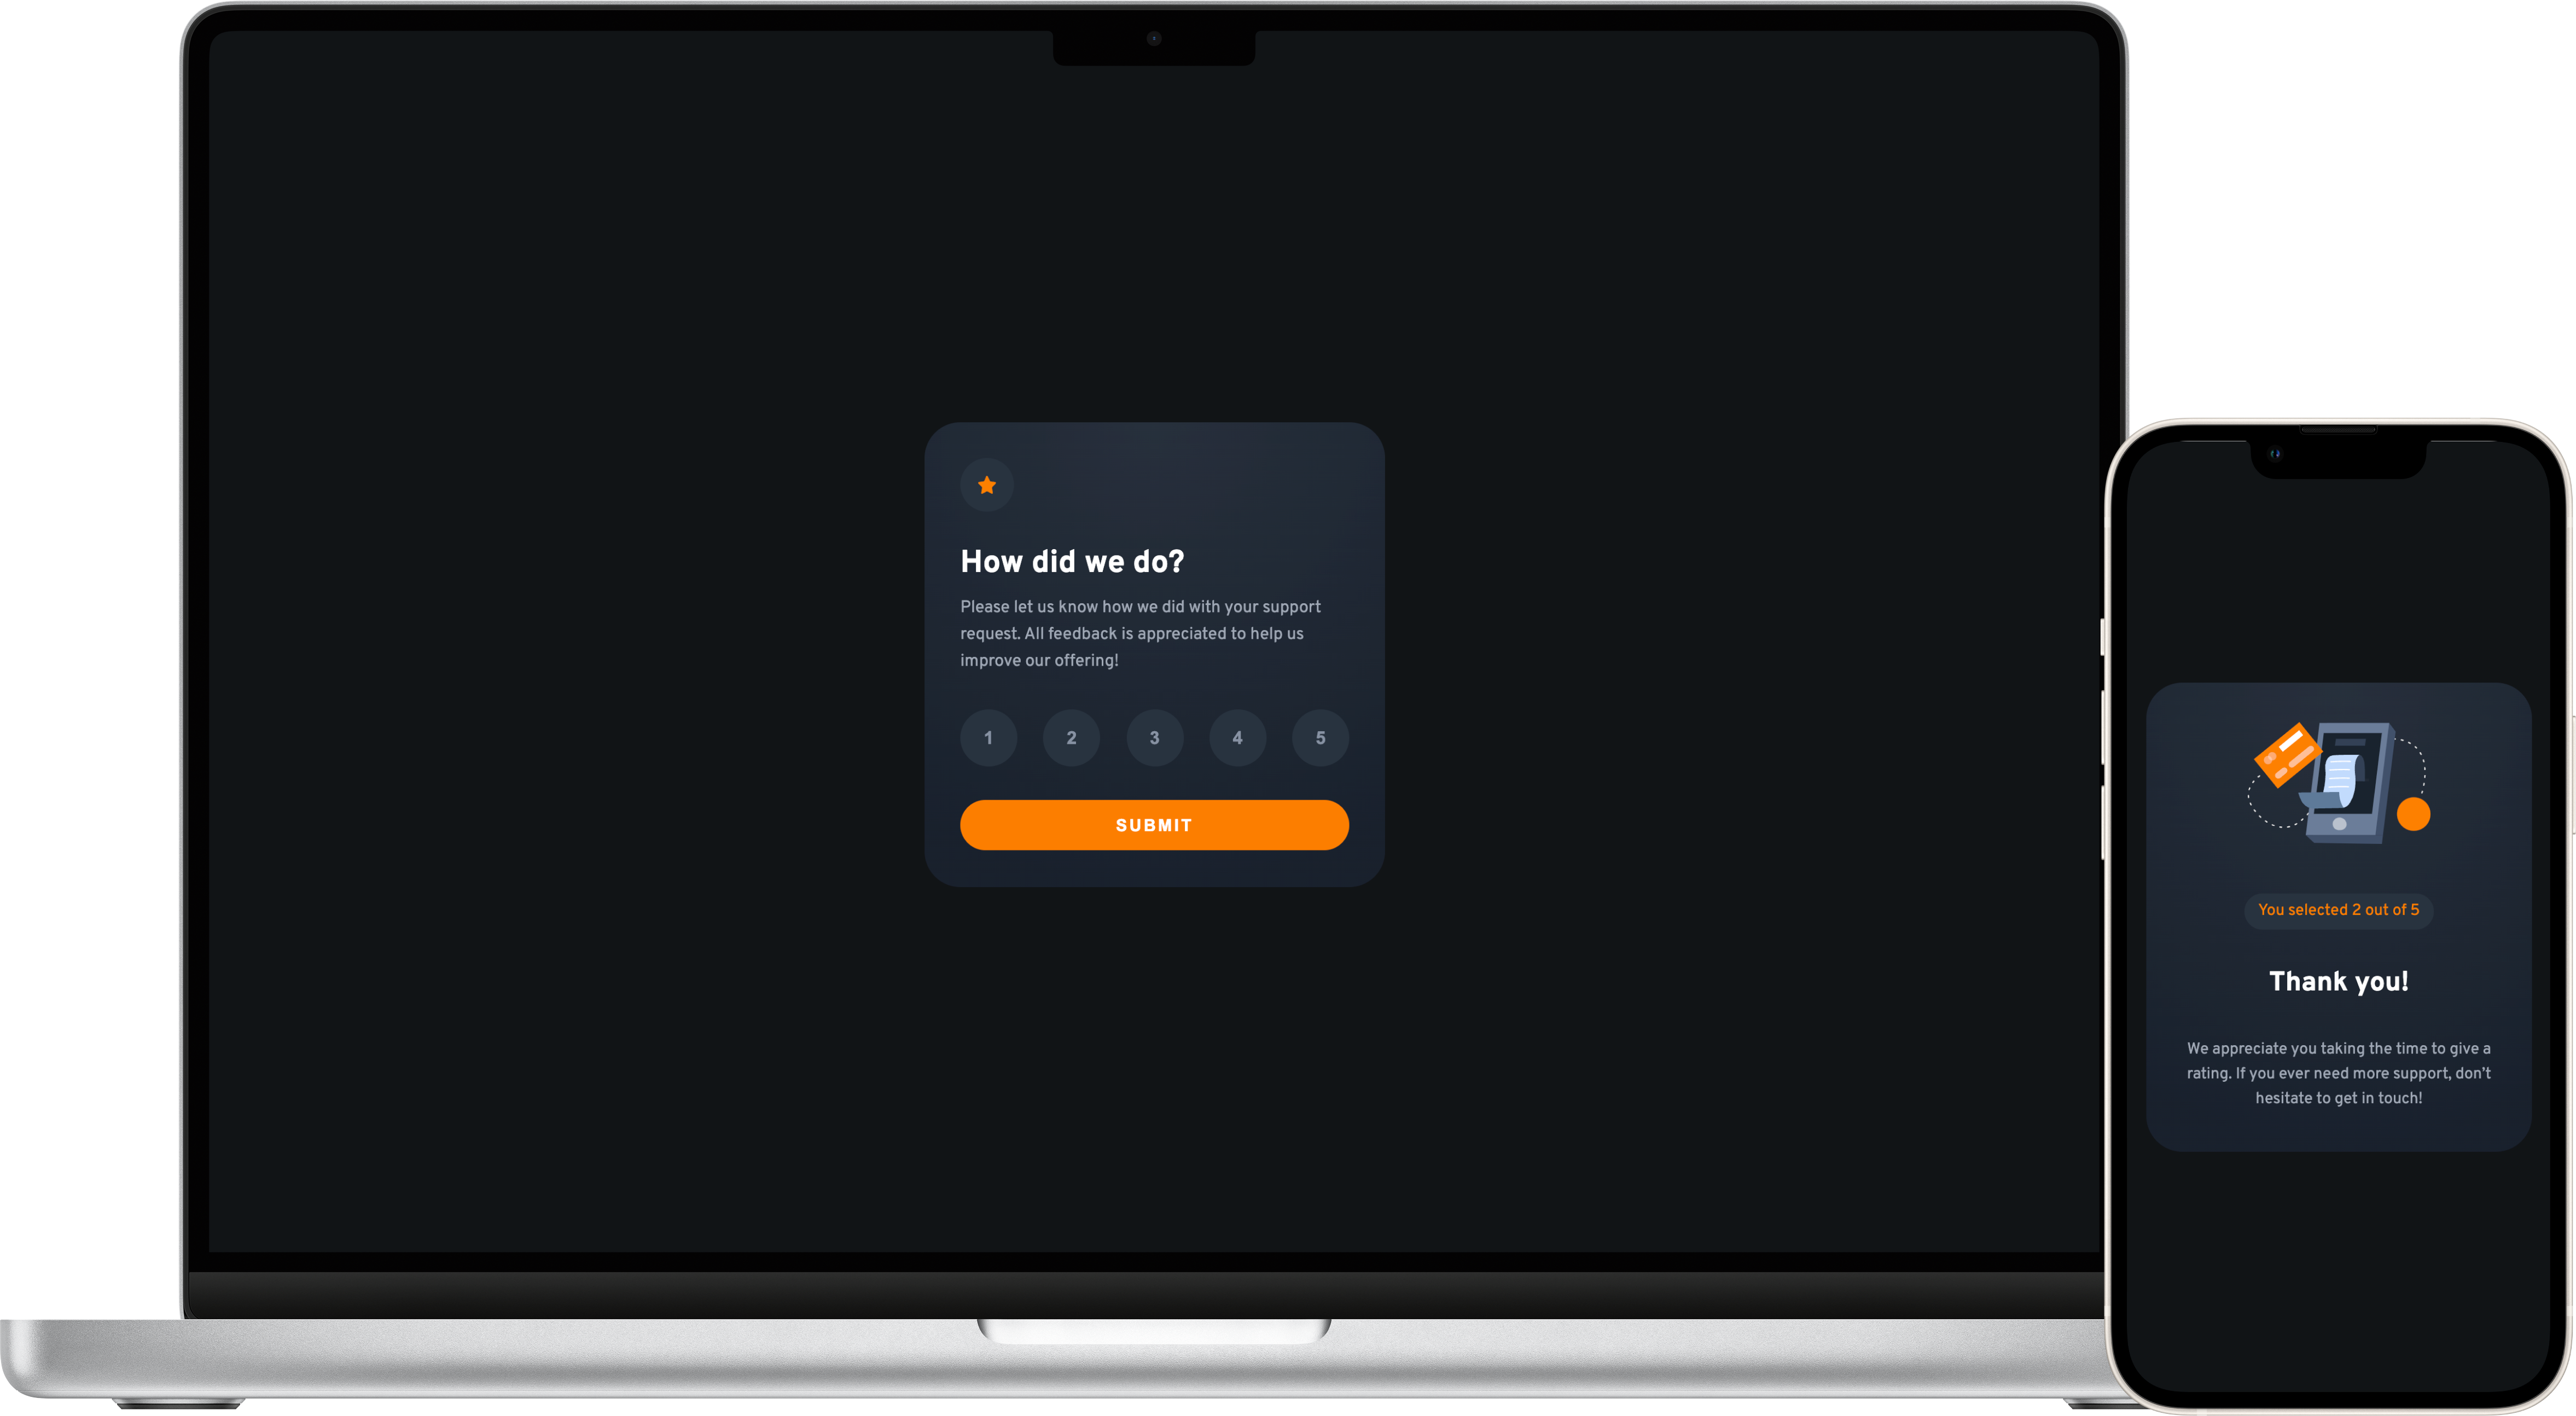 How did we do?
Please let us know how we did with your support
request. All feedback is appreciated to help us
improve our offering!
1 2 3 4 5
SUBMIT
You selected 2 out of 5
Thank you!
We appreciate you taking the time to give a
rating. If you ever need more support, don't
hesitate to get in touch!